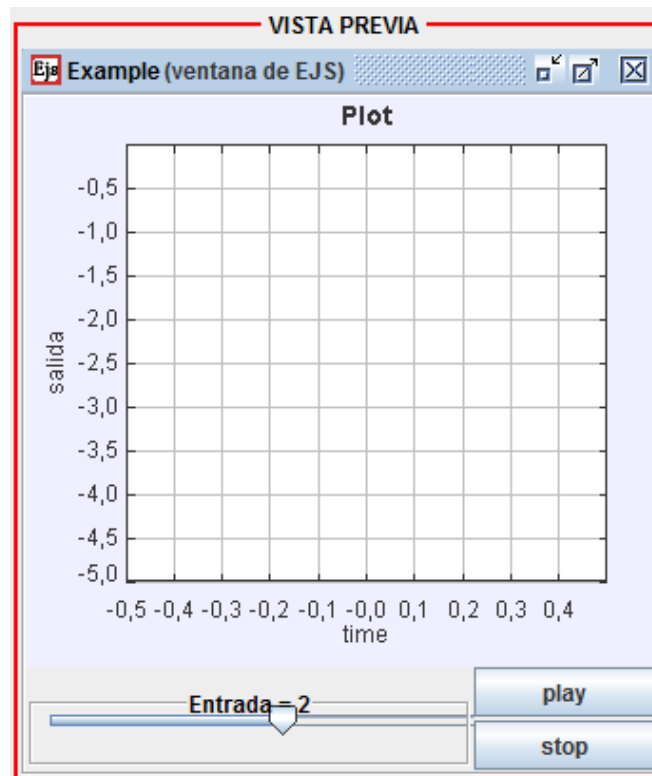 VISTA PREVIA
Ejs Example (ventana de EJS)
Plot
-0,5
-1,0
-1,5
-2,0
-2,5
-3,0
-3,5
-4,0
-4,5
-5,0
salida
-0,5 -0,4 -0,3 -0,2 -0,1 -0,0 0,1 0,2 0,3 0,4
time
Entrada = 2
play
stop